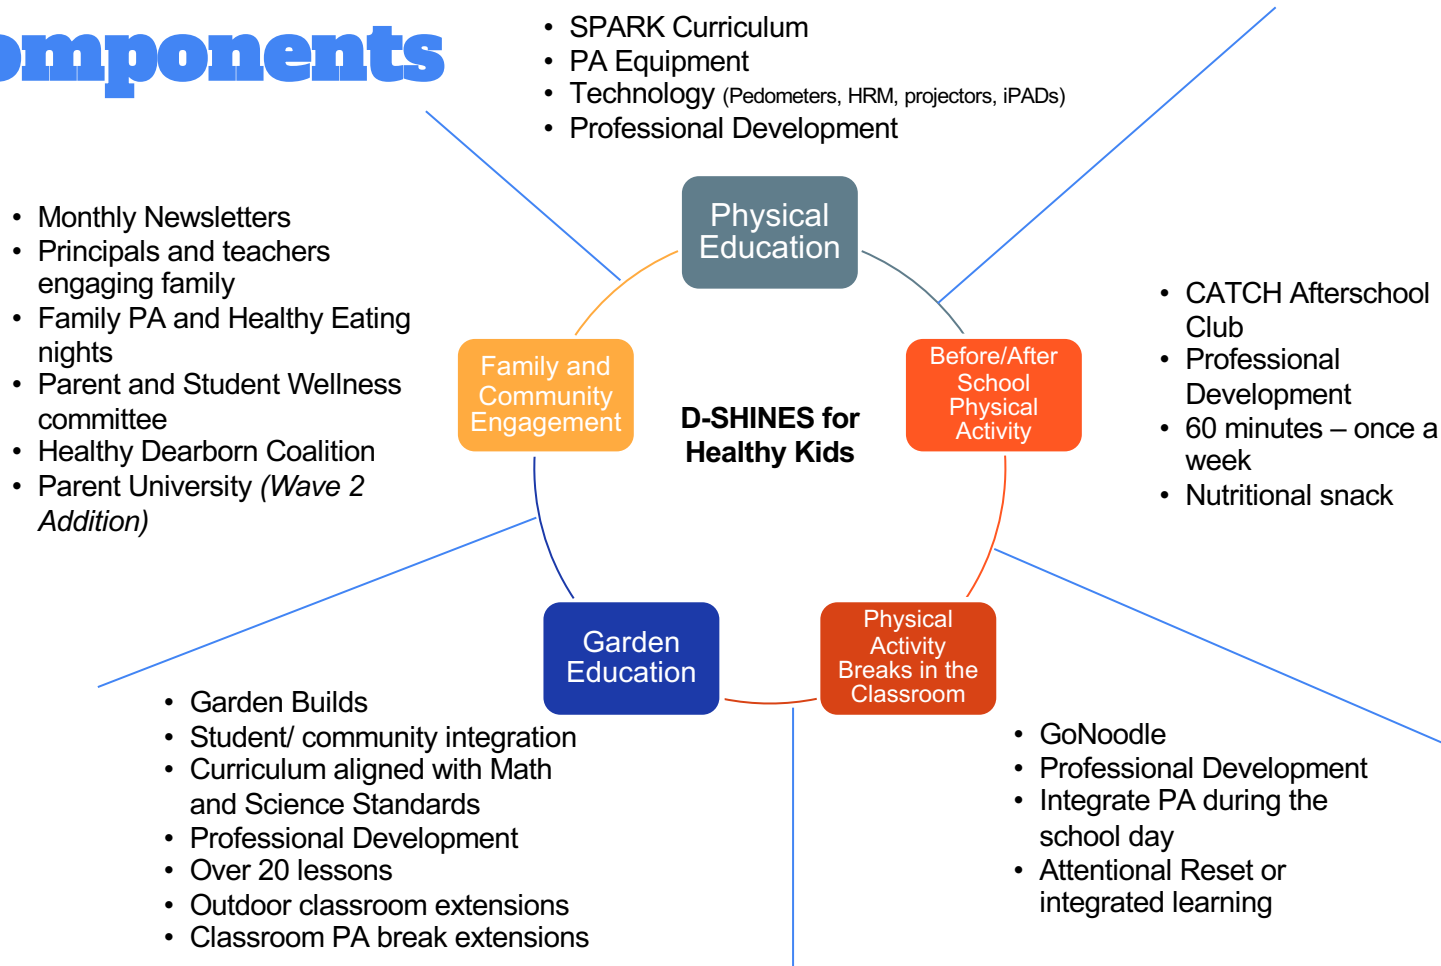 omponents
• SPARK Curriculum
• PA Equipment
• Technology (Pedometers, HRM, projectors, iPADs)
• Professional Development
Physical
Education
• Monthly Newsletters
• Principals and teachers
engaging family
• Family PA and Healthy Eating
nights
• Parent and Student Wellness
committee
• Healthy Dearborn Coalition
• Parent University (Wave 2
Addition)
Family and
Community
Engagement
D-SHINES for
Healthy Kids
Before/After
School
Physical
Activity
• CATCH Afterschool
Club
• Professional
Development
• 60 minutes – once a
week
• Nutritional snack
Garden
Education
• Garden Builds
• Student/ community integration
• Curriculum aligned with Math
and Science Standards
• Professional Development
• Over 20 lessons
• Outdoor classroom extensions
• Classroom PA break extensions
Physical
Activity
Breaks in the
Classroom
• GoNoodle
• Professional Development
• Integrate PA during the
school day
• Attentional Reset or
integrated learning